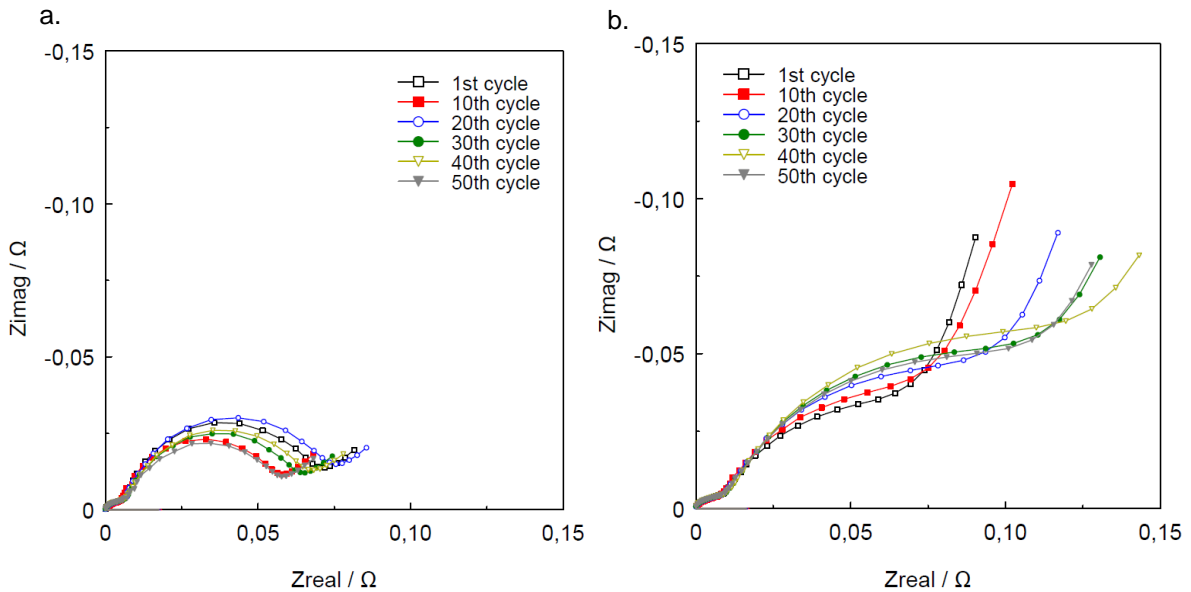 a.
-0,15
-0,10
-0,05
0
0
0,05
0,10
0,15
Zimag / Ω
Zreal / Ω
1st cycle
10th cycle
20th cycle
30th cycle
40th cycle
50th cycle
b.
-0,15
-0,10
-0,05
0
0
0,05
0,10
0,15
Zimag / Ω
Zreal / Ω
1st cycle
10th cycle
20th cycle
30th cycle
40th cycle
50th cycle